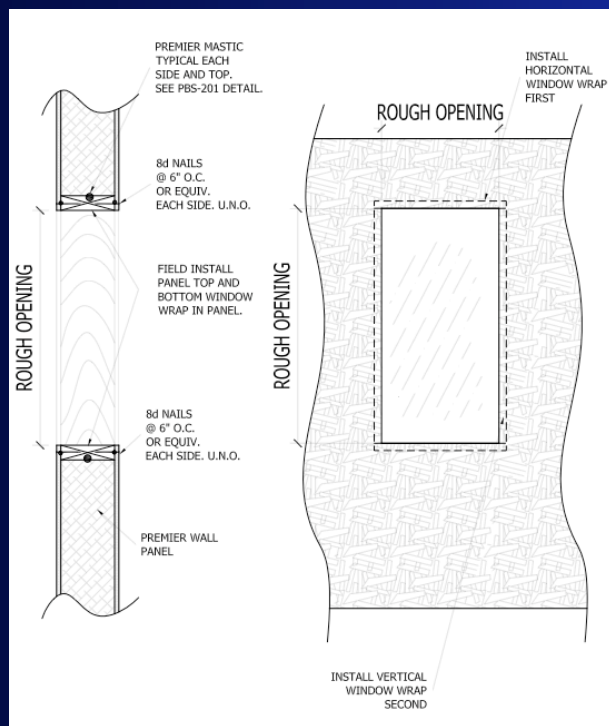 PREMIER MASTIC
TYPICAL EACH
SIDE AND TOP.
SEE PBS-201 DETAIL.
8d NAILS
@ 6" O.C.
OR EQUIV.
EACH SIDE. U.N.O.
ROUGH OPENING
FIELD INSTALL
PANEL TOP AND
BOTTOM WINDOW
WRAP IN PANEL.
8d NAILS
@ 6" O.C.
OR EQUIV.
EACH SIDE. U.N.O.
PREMIER WALL
PANEL
INSTALL
HORIZONTAL
WINDOW WRAP
FIRST
ROUGH OPENING
ROUGH OPENING
INSTALL VERTICAL
WINDOW WRAP
SECOND